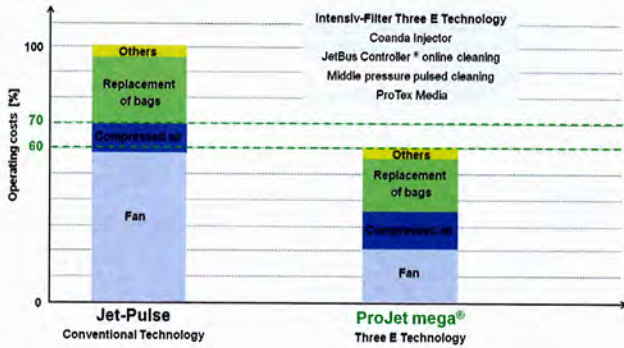 Intensiv-Filter Three E Technology
Coanda Injector
JetBus Controller® online cleaning
Middle pressure pulsed cleaning
ProTex Media
Operating costs [%]
100
70
60
0
Others
Replacement
of bags
Compressed air
Fan
Others
Replacement
of bags
Compressed air
Fan
Jet-Pulse
Conventional Technology
ProJet mega®
Three E Technology